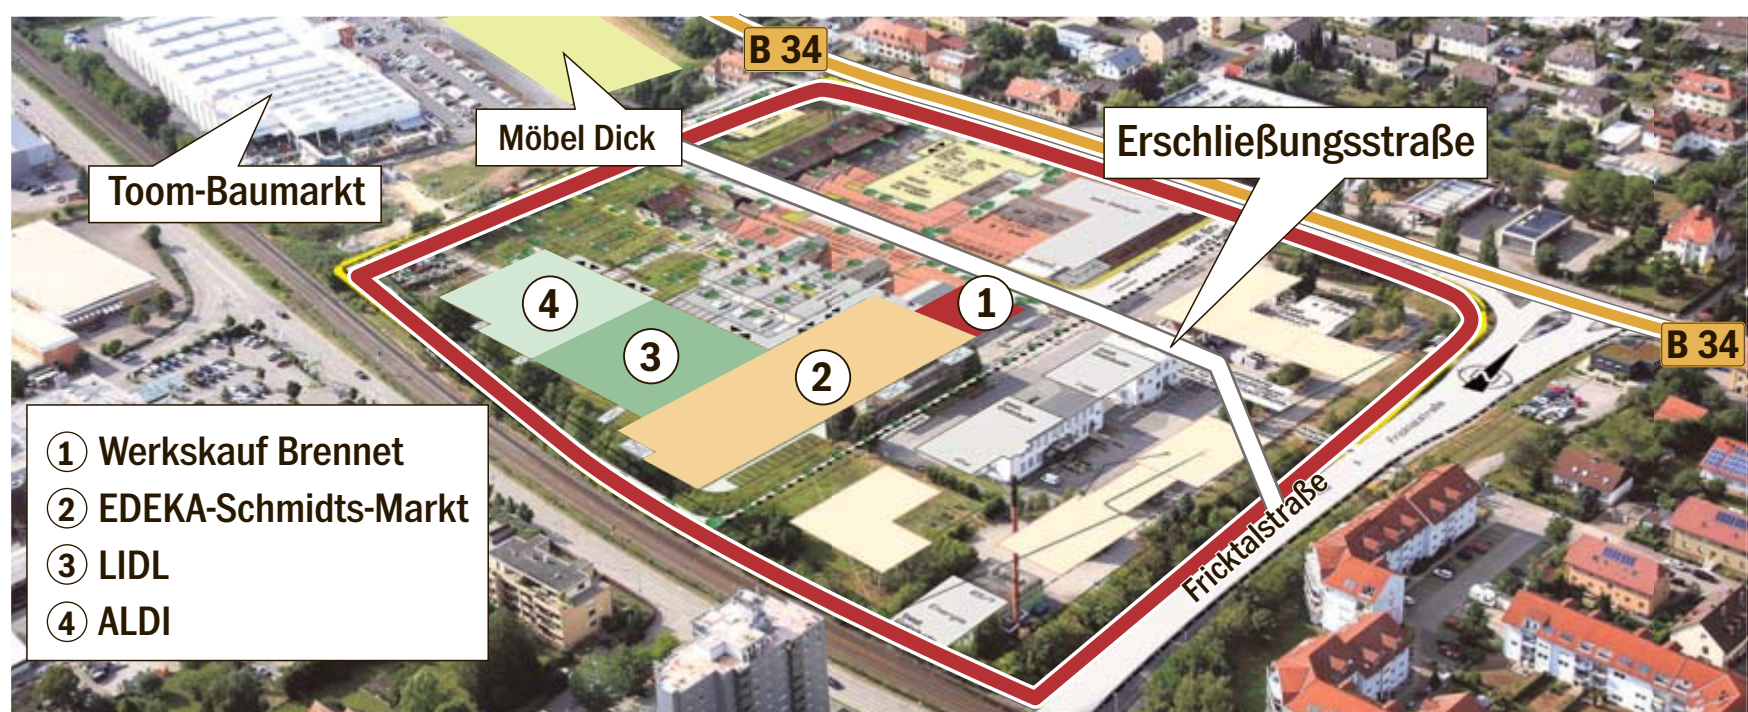 B 34
Möbel Dick
Erschließungsstraße
Toom-Baumarkt
4
1
3
2
B 34
Fricktalstraße
Fricktalstraße
1 Werkskauf Brennet
2 EDEKA-Schmidts-Markt
3 LIDL
4 ALDI